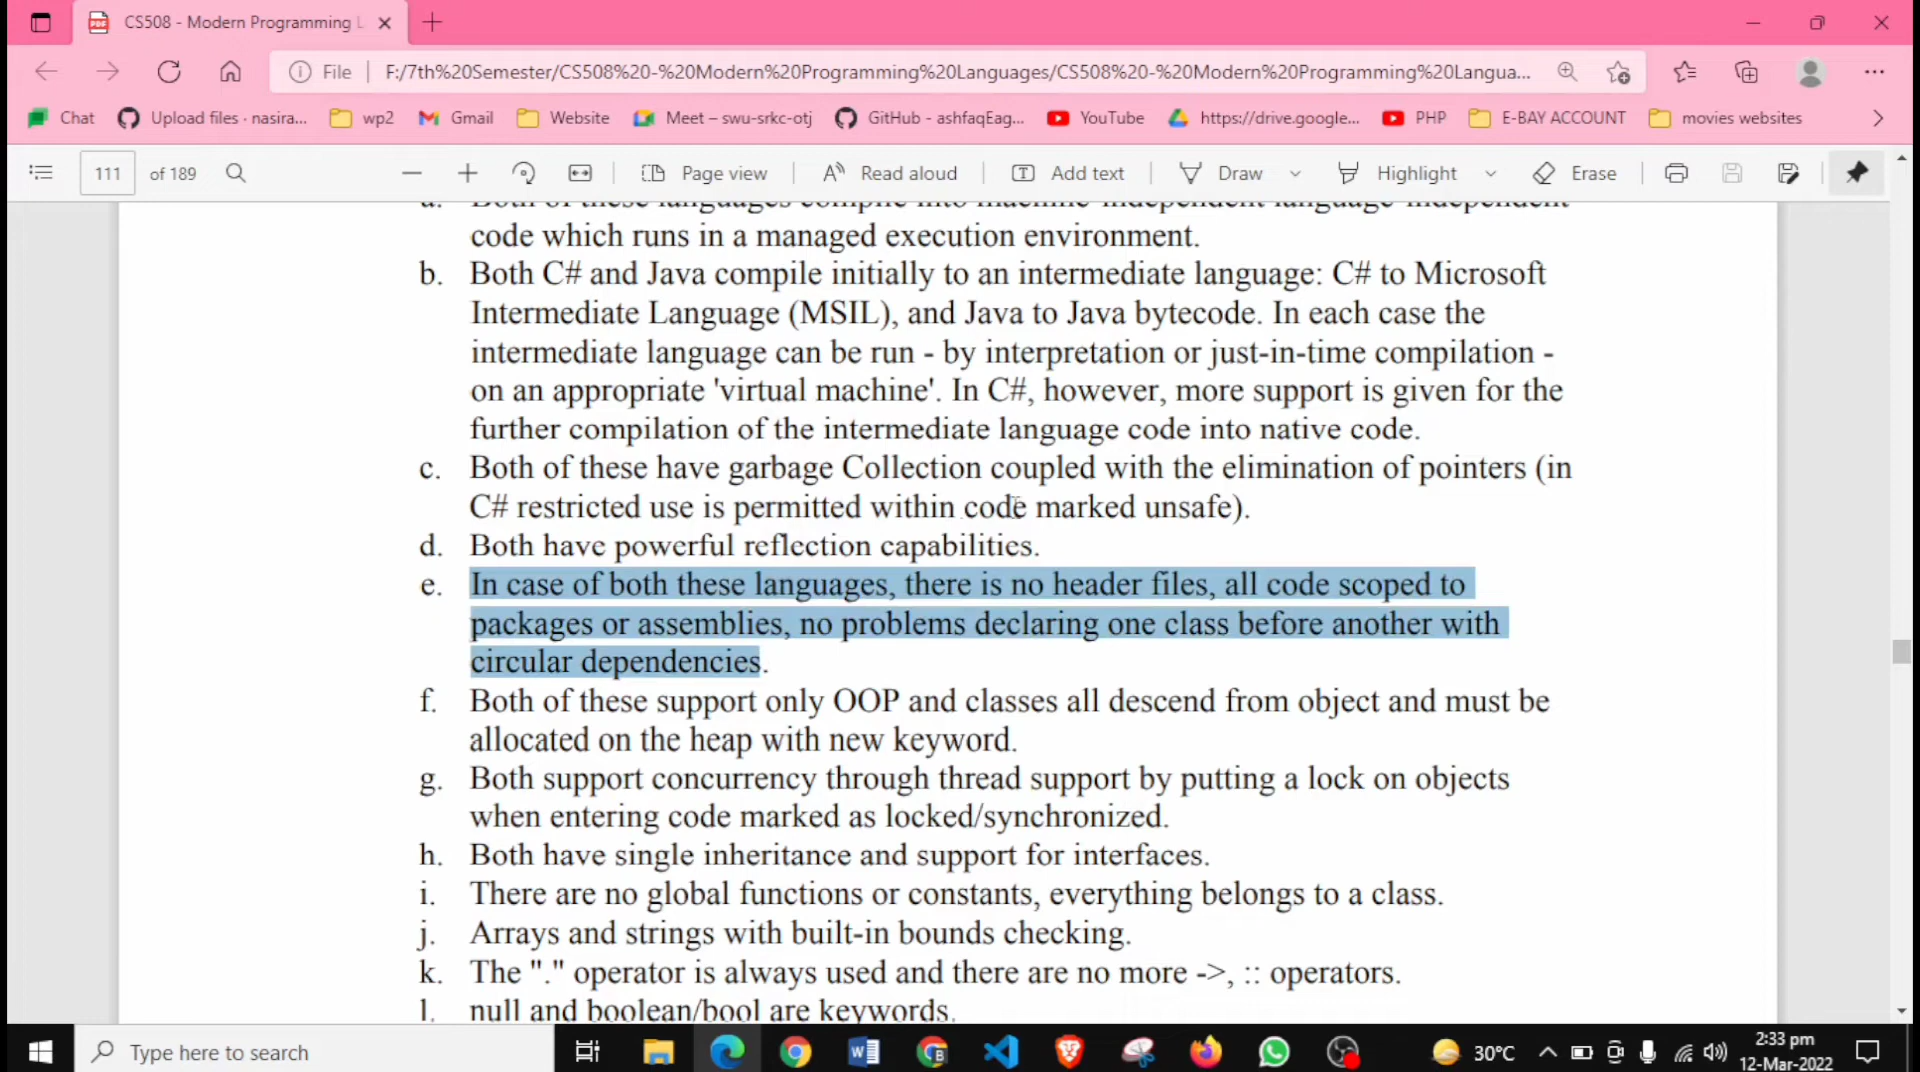 CS508 - Modern Programming L
File F:/7th%20Semester/CS508%20-%20Modern%20Programming%20Languages/CS508%20-%20Modern%20Programming%20Langua...
Chat Upload files · nasira... wp2 Gmail Website Meet – swu-srkc-otj GitHub - ashfaqEag... YouTube https://drive.google... PHP E-BAY ACCOUNT movies websites
111 of 189 Page view Read aloud Add text Draw Highlight Erase
a. Both of these languages compile into machine-independent language-independent
code which runs in a managed execution environment.
b. Both C# and Java compile initially to an intermediate language: C# to Microsoft
Intermediate Language (MSIL), and Java to Java bytecode. In each case the
intermediate language can be run - by interpretation or just-in-time compilation -
on an appropriate 'virtual machine'. In C#, however, more support is given for the
further compilation of the intermediate language code into native code.
c. Both of these have garbage Collection coupled with the elimination of pointers (in
C# restricted use is permitted within code marked unsafe).
d. Both have powerful reflection capabilities.
e. In case of both these languages, there is no header files, all code scoped to
packages or assemblies, no problems declaring one class before another with
circular dependencies.
f. Both of these support only OOP and classes all descend from object and must be
allocated on the heap with new keyword.
g. Both support concurrency through thread support by putting a lock on objects
when entering code marked as locked/synchronized.
h. Both have single inheritance and support for interfaces.
i. There are no global functions or constants, everything belongs to a class.
j. Arrays and strings with built-in bounds checking.
k. The "." operator is always used and there are no more ->, :: operators.
l. null and boolean/bool are keywords.
Type here to search 30°C 2:33 pm
12-Mar-2022